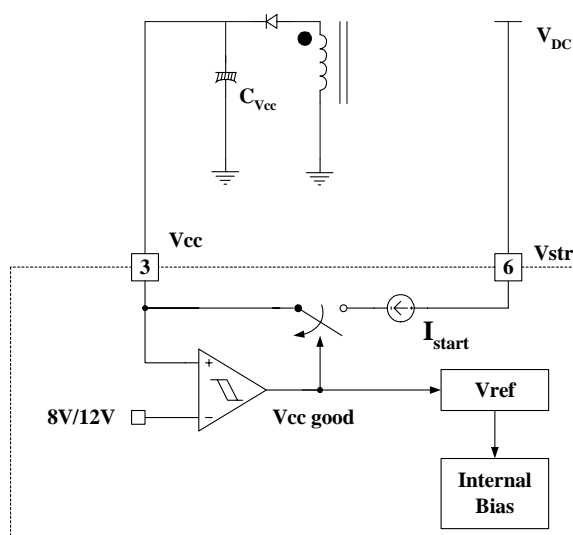 V_DC
C_Vcc
Vcc
Vstr
3
6
I_start
+
8V/12V
−
Vcc good
Vref
Internal
Bias